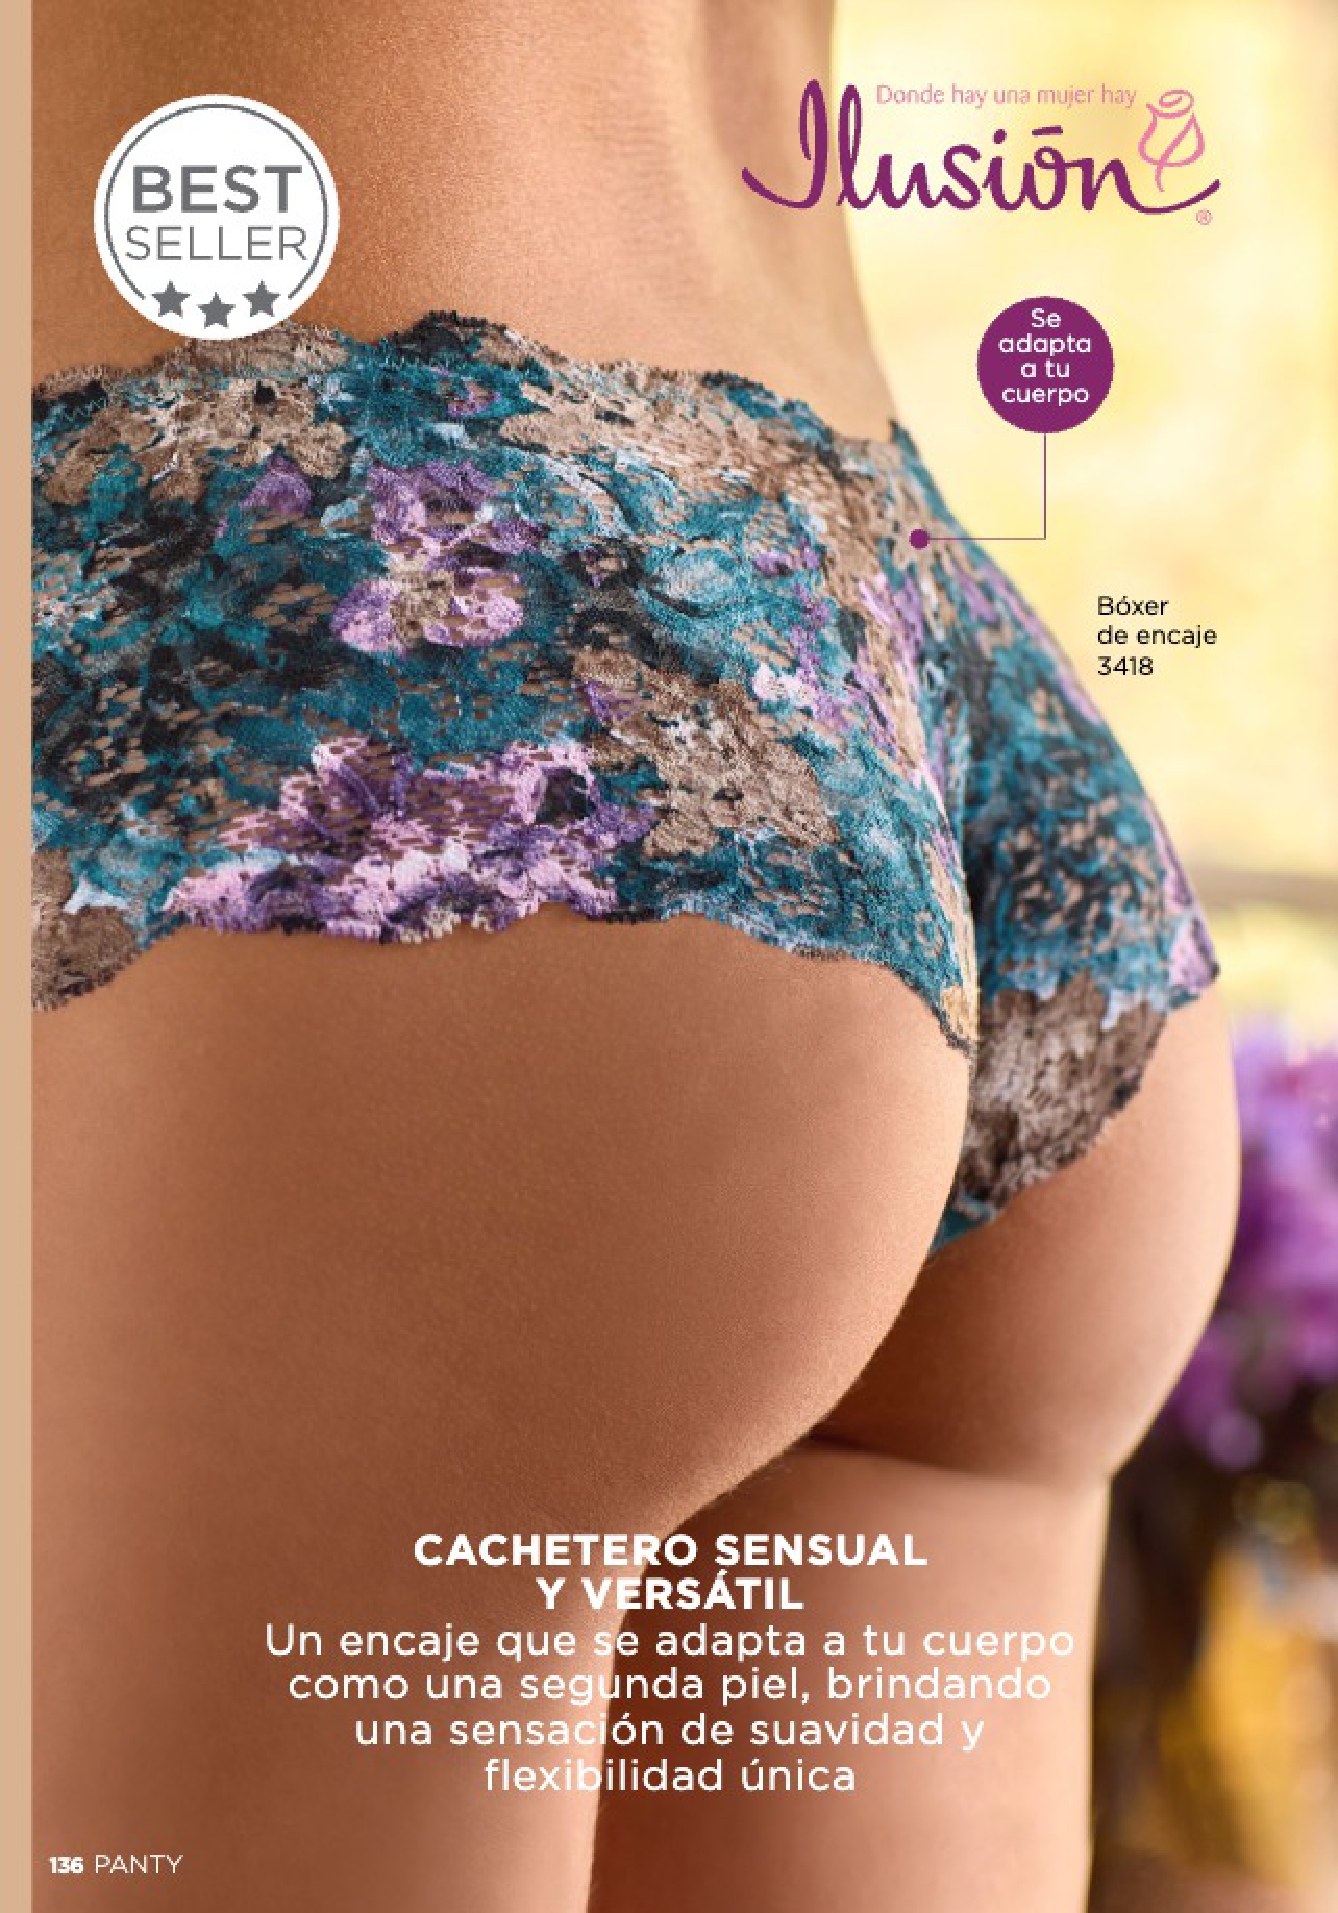 BEST
SELLER
Donde hay una mujer hay
Ilusión
®
Se
adapta
a tu
cuerpo
Bóxer
de encaje
3418
CACHETERO SENSUAL
Y VERSÁTIL
Un encaje que se adapta a tu cuerpo
como una segunda piel, brindando
una sensación de suavidad y
flexibilidad única
136 PANTY